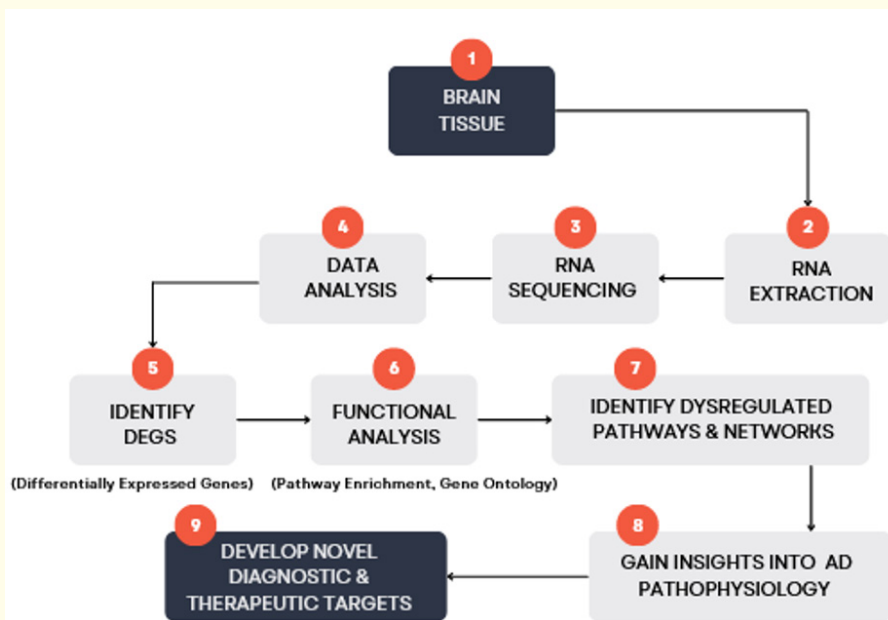 1
BRAIN
TISSUE
2
RNA
EXTRACTION
3
RNA
SEQUENCING
4
DATA
ANALYSIS
5
IDENTIFY
DEGS
(Differentially Expressed Genes)
6
FUNCTIONAL
ANALYSIS
(Pathway Enrichment, Gene Ontology)
7
IDENTIFY DYSREGULATED
PATHWAYS & NETWORKS
8
GAIN INSIGHTS INTO AD
PATHOPHYSIOLOGY
9
DEVELOP NOVEL
DIAGNOSTIC &
THERAPEUTIC TARGETS